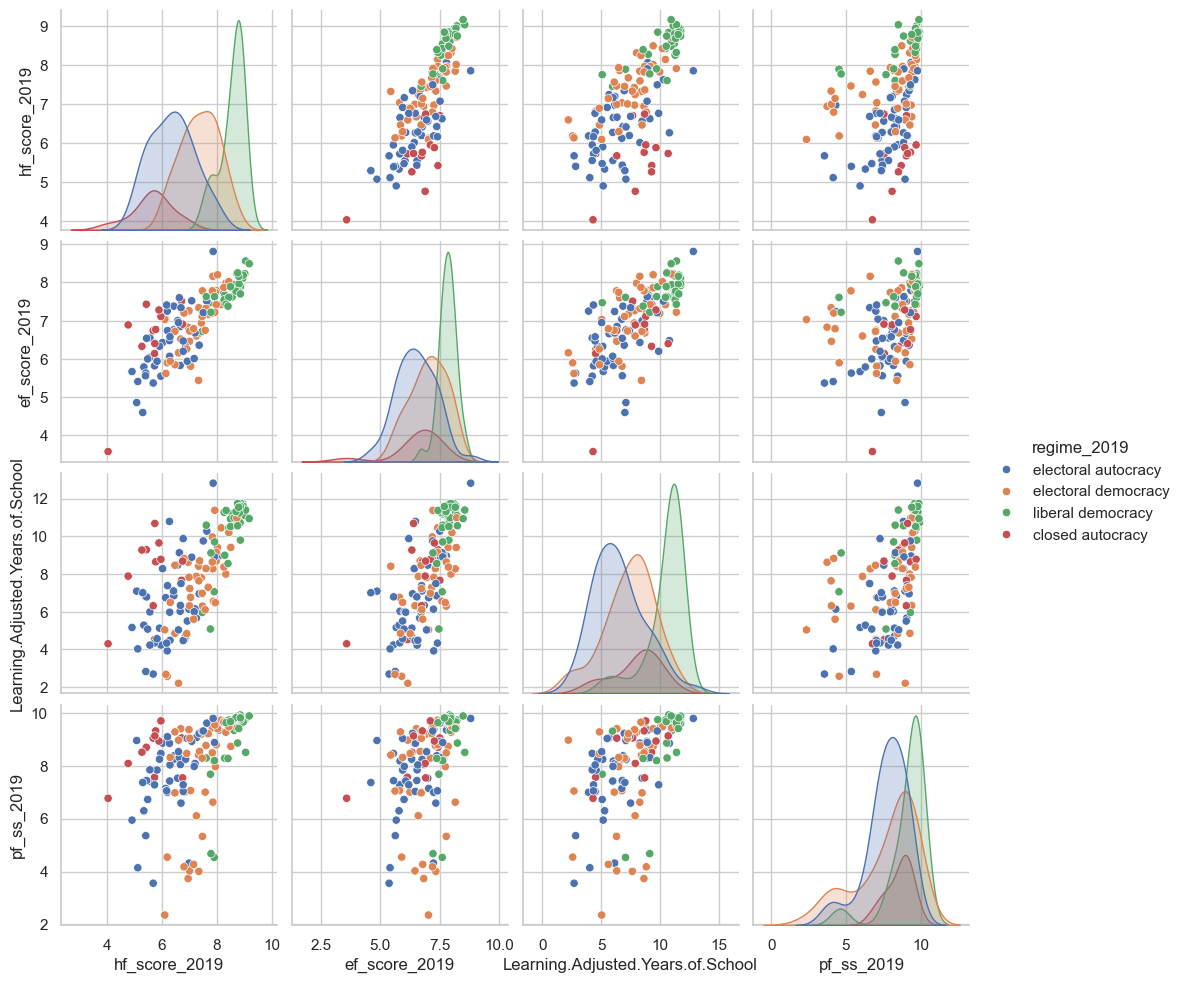 9
8
7
6
5
4
hf_score_2019
9
8
7
6
5
4
ef_score_2019
12
10
8
6
4
2
Learning.Adjusted.Years.of.School
10
8
6
4
2
pf_ss_2019
4 6 8 10
hf_score_2019
2.5 5.0 7.5 10.0
ef_score_2019
0 5 10 15
Learning.Adjusted.Years.of.School
0 5 10
pf_ss_2019
regime_2019
electoral autocracy
electoral democracy
liberal democracy
closed autocracy